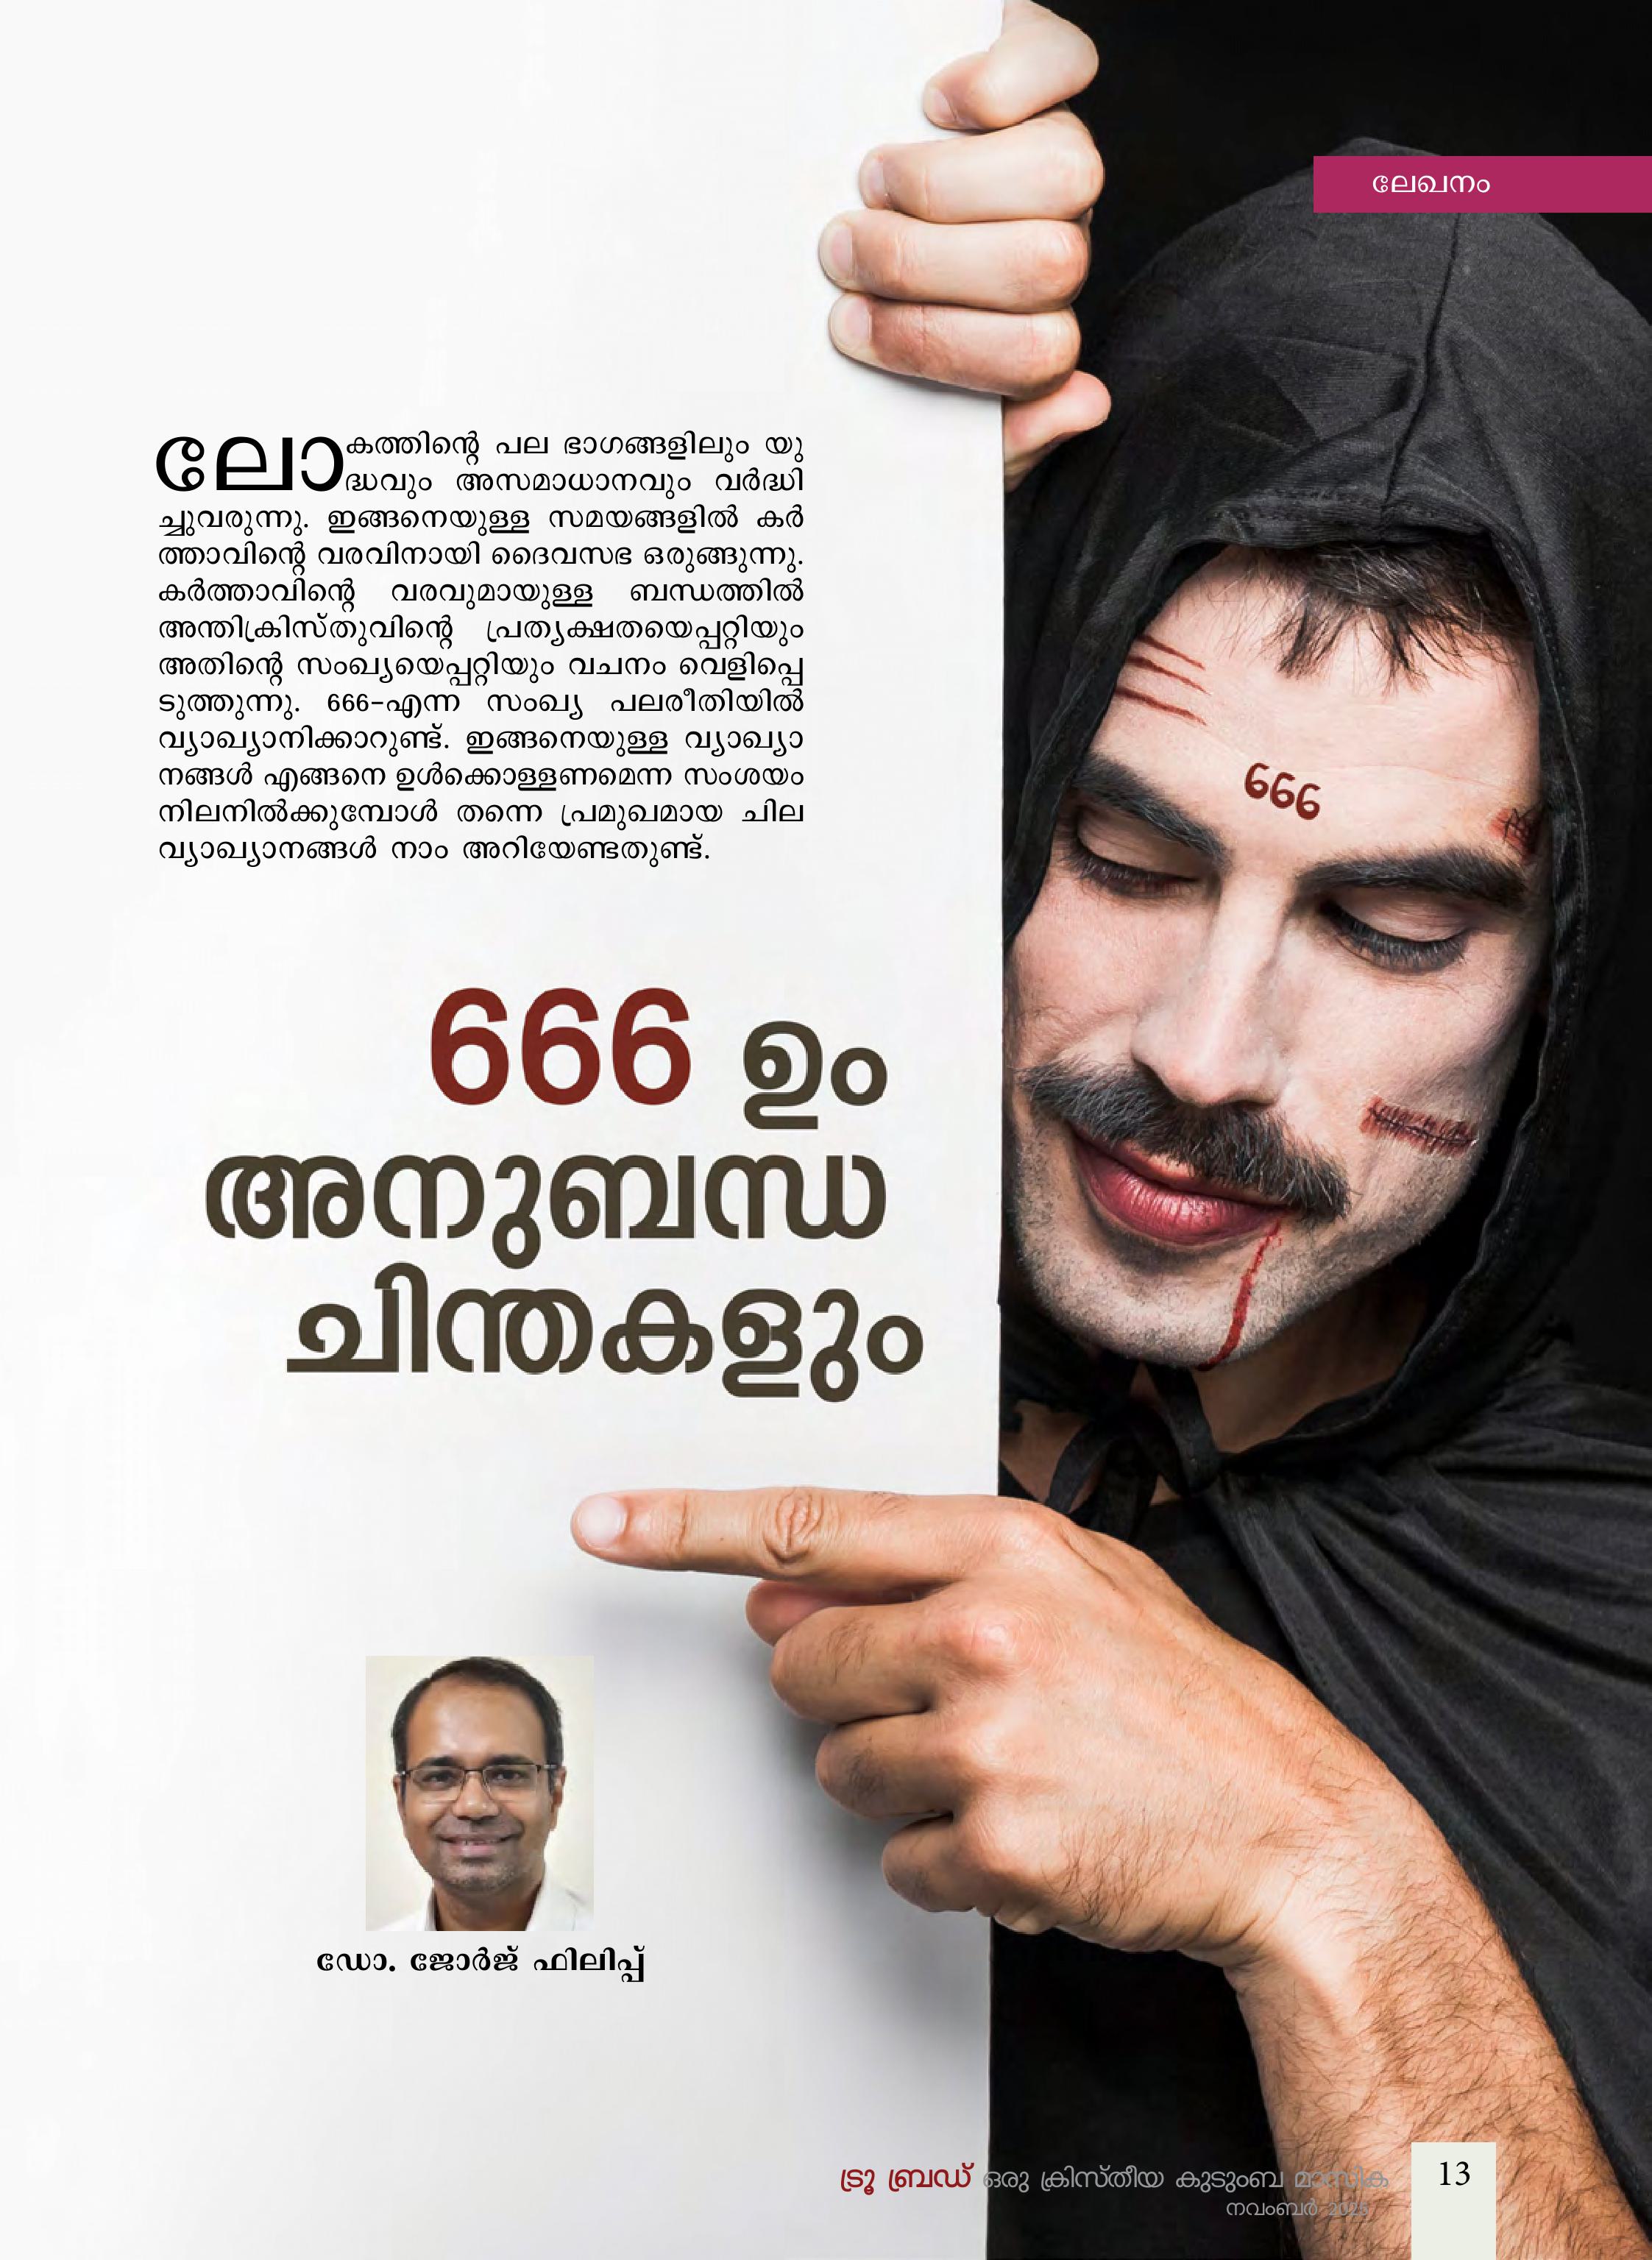 ലേഖനം
ലോകത്തിന്റെ പല ഭാഗങ്ങളിലും യു
ദ്ധവും അസമാധാനവും വർദ്ധി
ച്ചുവരുന്നു. ഇങ്ങനെയുള്ള സമയങ്ങളിൽ കർ
ത്താവിന്റെ വരവിനായി ദൈവസഭ ഒരുങ്ങുന്നു.
കർത്താവിന്റെ വരവുമായുള്ള ബന്ധത്തിൽ
അന്തിക്രിസ്തുവിന്റെ പ്രത്യക്ഷതയെപ്പറ്റിയും
അതിന്റെ സംഖ്യയെപ്പറ്റിയും വചനം വെളിപ്പെ
ടുത്തുന്നു. 666-എന്ന സംഖ്യ പലരീതിയിൽ
വ്യാഖ്യാനിക്കാറുണ്ട്. ഇങ്ങനെയുള്ള വ്യാഖ്യാ
നങ്ങൾ എങ്ങനെ ഉൾക്കൊള്ളണമെന്ന സംശയം
നിലനിൽക്കുമ്പോൾ തന്നെ പ്രമുഖമായ ചില
വ്യാഖ്യാനങ്ങൾ നാം അറിയേണ്ടതുണ്ട്.
666
666 ഉം
അനുബന്ധ
ചിന്തകളും
ഡോ. ജോർജ് ഫിലിപ്പ്
ട്രൂ ബ്രഡ് ഒരു ക്രിസ്തീയ കുടുംബ മാസിക
നവംബർ 2025
13